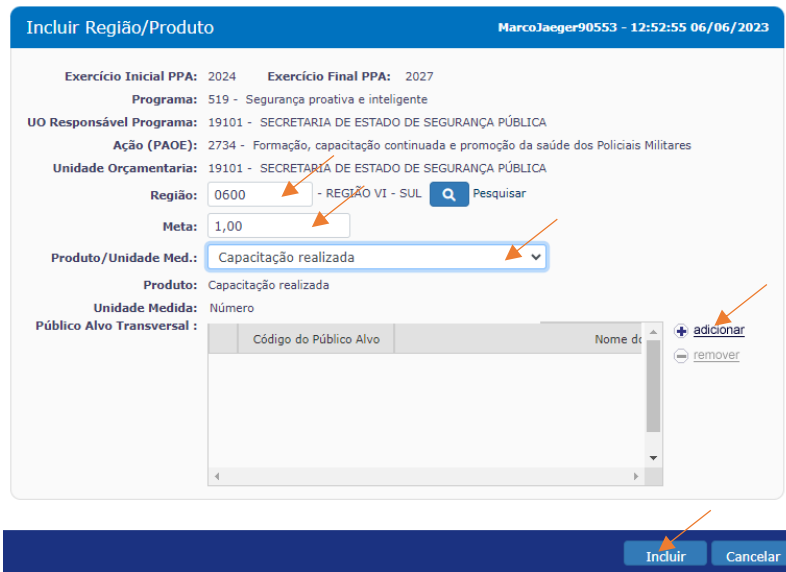 Incluir Região/Produto MarcoJaeger90553 - 12:52:55 06/06/2023
Exercício Inicial PPA: 2024 Exercício Final PPA: 2027
Programa: 519 - Segurança proativa e inteligente
UO Responsável Programa: 19101 - SECRETARIA DE ESTADO DE SEGURANÇA PÚBLICA
Ação (PAOE): 2734 - Formação, capacitação continuada e promoção da saúde dos Policiais Militares
Unidade Orçamentaria: 19101 - SECRETARIA DE ESTADO DE SEGURANÇA PÚBLICA
Região: 0600 - REGIÃO VI - SUL Pesquisar
Meta: 1,00
Produto/Unidade Med.: Capacitação realizada
Produto: Capacitação realizada
Unidade Medida: Número
Público Alvo Transversal :
Código do Público Alvo Nome do
adicionar
remover
Incluir Cancelar